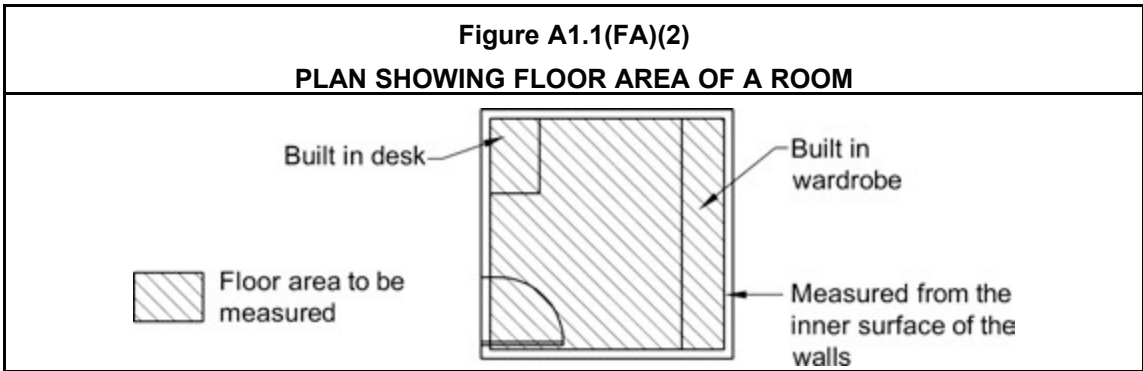 Figure A1.1(FA)(2)
PLAN SHOWING FLOOR AREA OF A ROOM
Built in desk
Built in
wardrobe
Floor area to be
measured
Measured from the
inner surface of the
walls